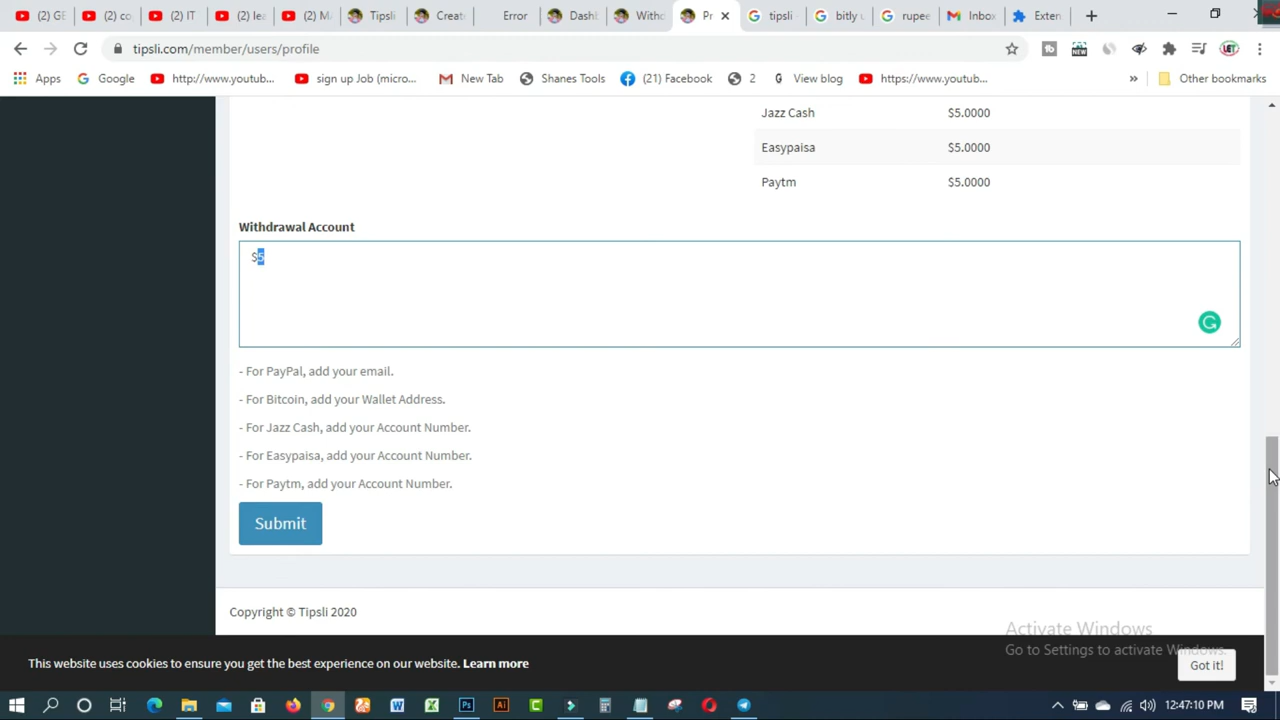 (2) GE
(2) co
(2) IT
(2) lea
(2) MA
Tipsli
Create
Error
Dashb
Withd
Pr
tipsli -
bitly u
rupee
Inbox
Exten
tipsli.com/member/users/profile
Apps
Google
http://www.youtub...
sign up Job (micro...
New Tab
Shanes Tools
(21) Facebook
2
View blog
https://www.youtub...
Other bookmarks
Jazz Cash $5.0000
Easypaisa $5.0000
Paytm $5.0000
Withdrawal Account
$5
- For PayPal, add your email.
- For Bitcoin, add your Wallet Address.
- For Jazz Cash, add your Account Number.
- For Easypaisa, add your Account Number.
- For Paytm, add your Account Number.
Submit
Copyright © Tipsli 2020
Activate Windows
Go to Settings to activate Windows.
This website uses cookies to ensure you get the best experience on our website. Learn more
Got it!
12:47:10 PM